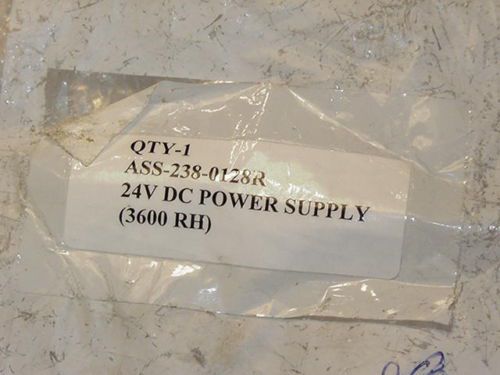 QTY-1
ASS-238-0128R
24V DC POWER SUPPLY
(3600 RH)